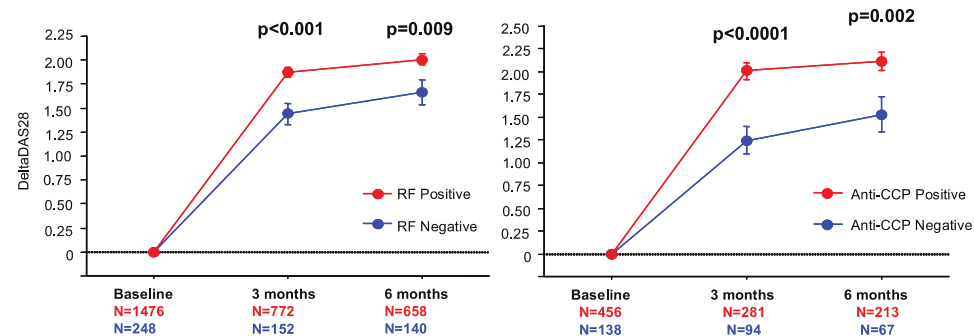 p<0.001
p=0.009
2.25
2.00
1.75
1.50
1.25
1.00
0.75
0.50
0.25
0
DeltaDAS28
RF Positive
RF Negative
Baseline
3 months
6 months
N=1476
N=772
N=658
N=248
N=152
N=140
p<0.0001
p=0.002
2.50
2.25
2.00
1.75
1.50
1.25
1.00
0.75
0.50
0.25
0
Anti-CCP Positive
Anti-CCP Negative
Baseline
3 months
6 months
N=456
N=281
N=213
N=138
N=94
N=67